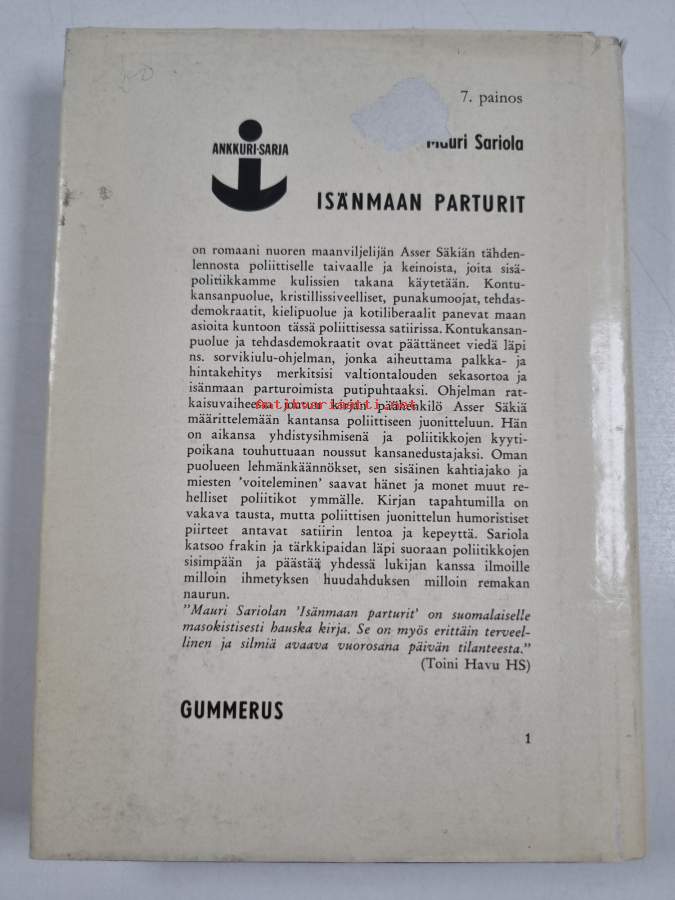 7. painos
ANKKURI-SARJA
Mauri Sariola
ISÄNMAAN PARTURIT
on romaani nuoren maanviljelijän Asser Säkiän tähden-
lennosta poliittiselle taivaalle ja keinoista, joita sisä-
politiikkamme kulissien takana käytetään. Kontu-
kansanpuolue, kristillissiveelliset, punakumoojat, tehdas-
demokraatit, kielipuolue ja kotiliberaalit panevat maan
asioita kuntoon tässä poliittisessa satiirissa. Kontukansan-
puolue ja tehdasdemokraatit ovat päättäneet viedä läpi
ns. sorvikiulu-ohjelman, jonka aiheuttama palkka- ja
hintakehitys merkitsisi valtiontalouden sekasortoa ja
isänmaan parturoimista putipuhtaaksi. Ohjelman rat-
kaisuvaiheessa joutuu kirjan päähenkilö Asser Säkiä
Antikvariaatti.net
määrittelemään kantansa poliittiseen juonitteluun. Hän
on aikansa yhdistysihmisenä ja poliitikkojen kyyti-
poikana touhuttuaan noussut kansanedustajaksi. Oman
puolueen lehmänkäännökset, sen sisäinen kahtiajako ja
miesten 'voiteleminen' saavat hänet ja monet muut re-
helliset poliitikot ymmälle. Kirjan tapahtumilla on
vakava tausta, mutta poliittisen juonittelun humoristiset
piirteet antavat satiirin lentoa ja kepeyttä. Sariola
katsoo frakin ja tärkkipaidan läpi suoraan poliitikkojen
sisimpään ja päästää yhdessä lukijan kanssa ilmoille
milloin ihmetyksen huudahduksen milloin remakan
naurun.
"Mauri Sariolan 'Isänmaan parturit' on suomalaiselle
masokistisesti hauska kirja. Se on myös erittäin terveel-
linen ja silmiä avaava vuorosana päivän tilanteesta."
(Toini Havu HS)
GUMMERUS
1